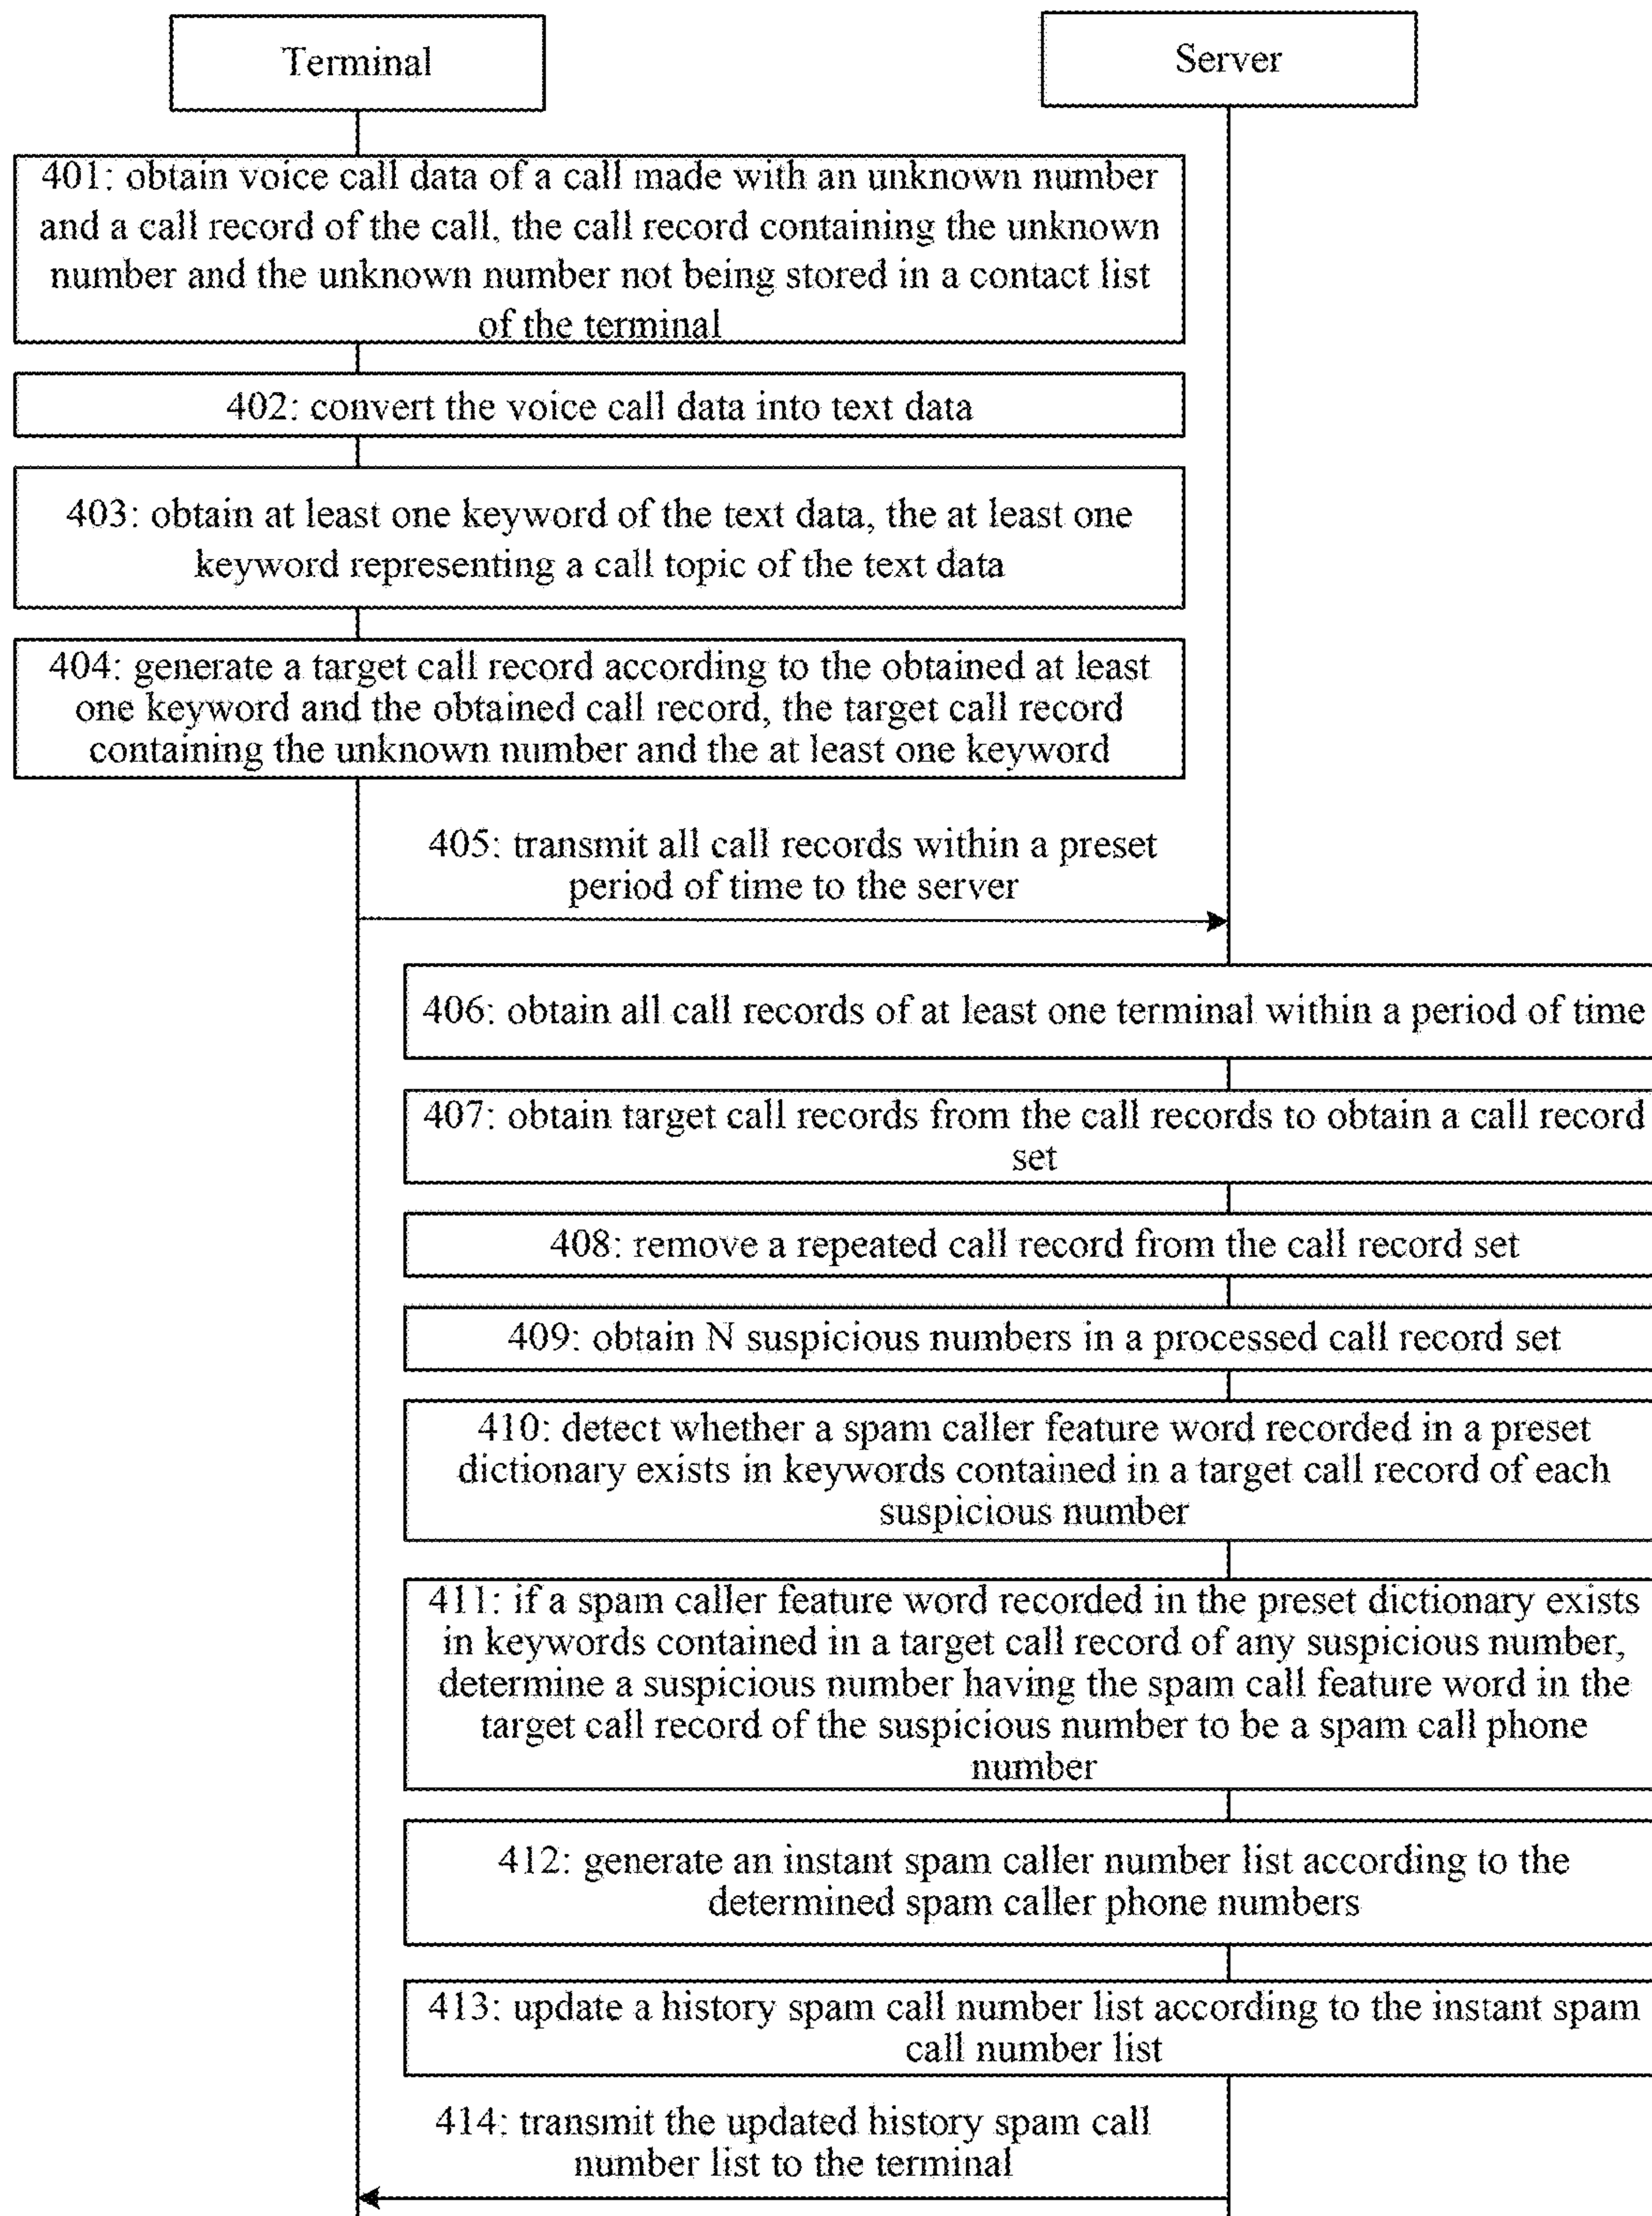 Terminal
Server
401: obtain voice call data of a call made with an unknown number
and a call record of the call, the call record containing the unknown
number and the unknown number not being stored in a contact list
of the terminal
402: convert the voice call data into text data
403: obtain at least one keyword of the text data, the at least one
keyword representing a call topic of the text data
404: generate a target call record according to the obtained at least
one keyword and the obtained call record, the target call record
containing the unknown number and the at least one keyword
405: transmit all call records within a preset
period of time to the server
406: obtain all call records of at least one terminal within a period of time
407: obtain target call records from the call records to obtain a call record
set
408: remove a repeated call record from the call record set
409: obtain N suspicious numbers in a processed call record set
410: detect whether a spam caller feature word recorded in a preset
dictionary exists in keywords contained in a target call record of each
suspicious number
411: if a spam caller feature word recorded in the preset dictionary exists
in keywords contained in a target call record of any suspicious number,
determine a suspicious number having the spam call feature word in the
target call record of the suspicious number to be a spam call phone
number
412: generate an instant spam caller number list according to the
determined spam caller phone numbers
413: update a history spam call number list according to the instant spam
call number list
414: transmit the updated history spam call
number list to the terminal